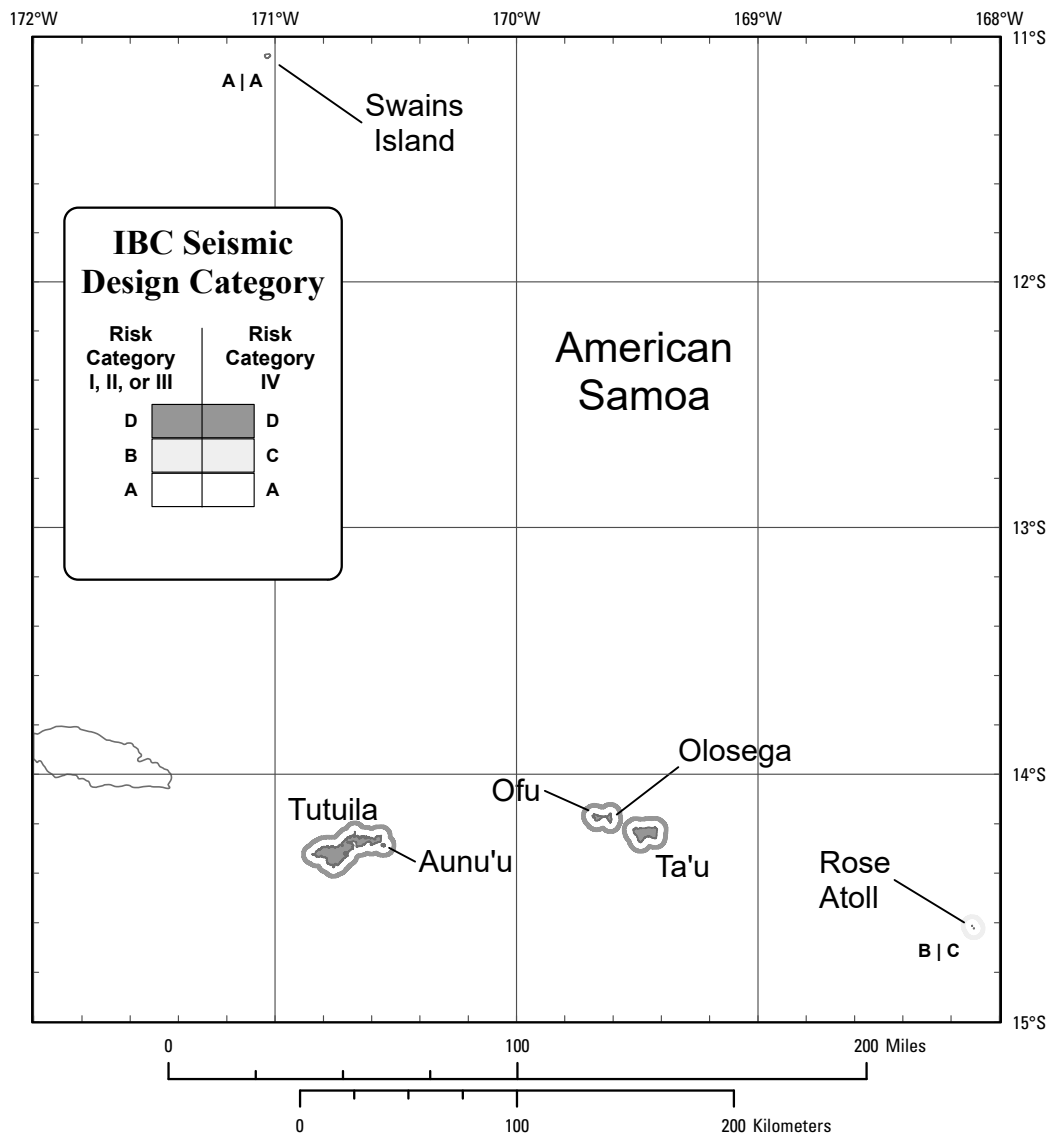 172°W
171°W
170°W
169°W
168°W
11°S
A | A
Swains
Island
IBC Seismic
Design Category
Risk
Category
I, II, or III
Risk
Category
IV
D
D
B
C
A
A
American
Samoa
12°S
13°S
14°S
Olosega
Ofu
Tutuila
Aunu'u
Ta'u
Rose
Atoll
B | C
15°S
0
100
200 Miles
0
100
200 Kilometers